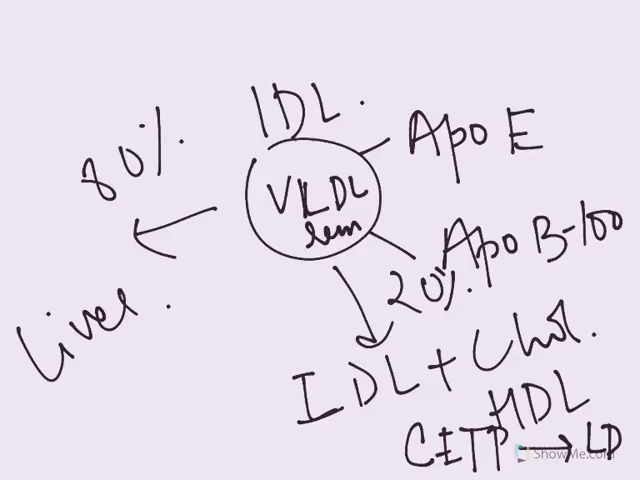 IDL.
80%.
Apo E
VLDL
rem
Apo B-100
20%.
Liver.
IDL + Chol.
HDL
CETP → LD
ShowMe.com